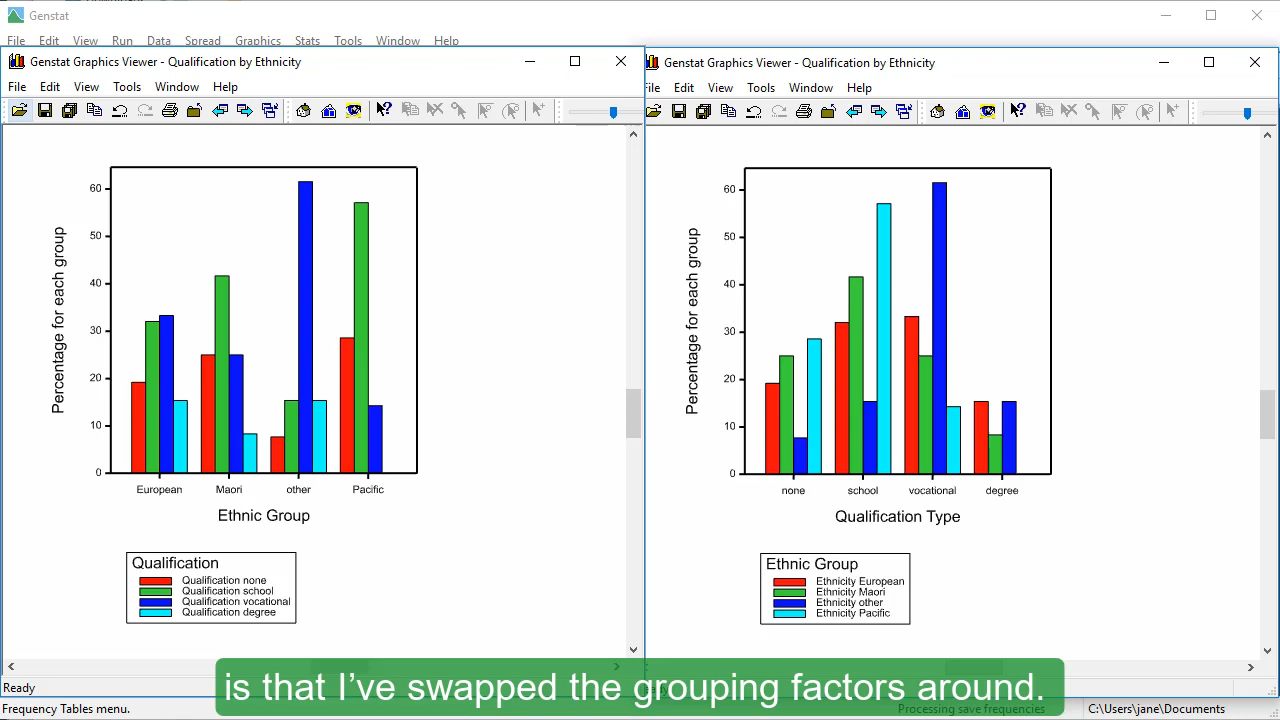 Genstat
File Edit View Run Data Spread Graphics Stats Tools Window Help
Genstat Graphics Viewer - Qualification by Ethnicity
File Edit View Tools Window Help
60
50
40
30
20
10
0
Percentage for each group
European Maori other Pacific
Ethnic Group
Qualification
Qualification none
Qualification school
Qualification vocational
Qualification degree
Ready
Genstat Graphics Viewer - Qualification by Ethnicity
File Edit View Tools Window Help
60
50
40
30
20
10
0
Percentage for each group
none school vocational degree
Qualification Type
Ethnic Group
Ethnicity European
Ethnicity Maori
Ethnicity other
Ethnicity Pacific
is that I’ve swapped the grouping factors around.
Frequency Tables menu. Processing save frequencies C:\Users\jane\Documents